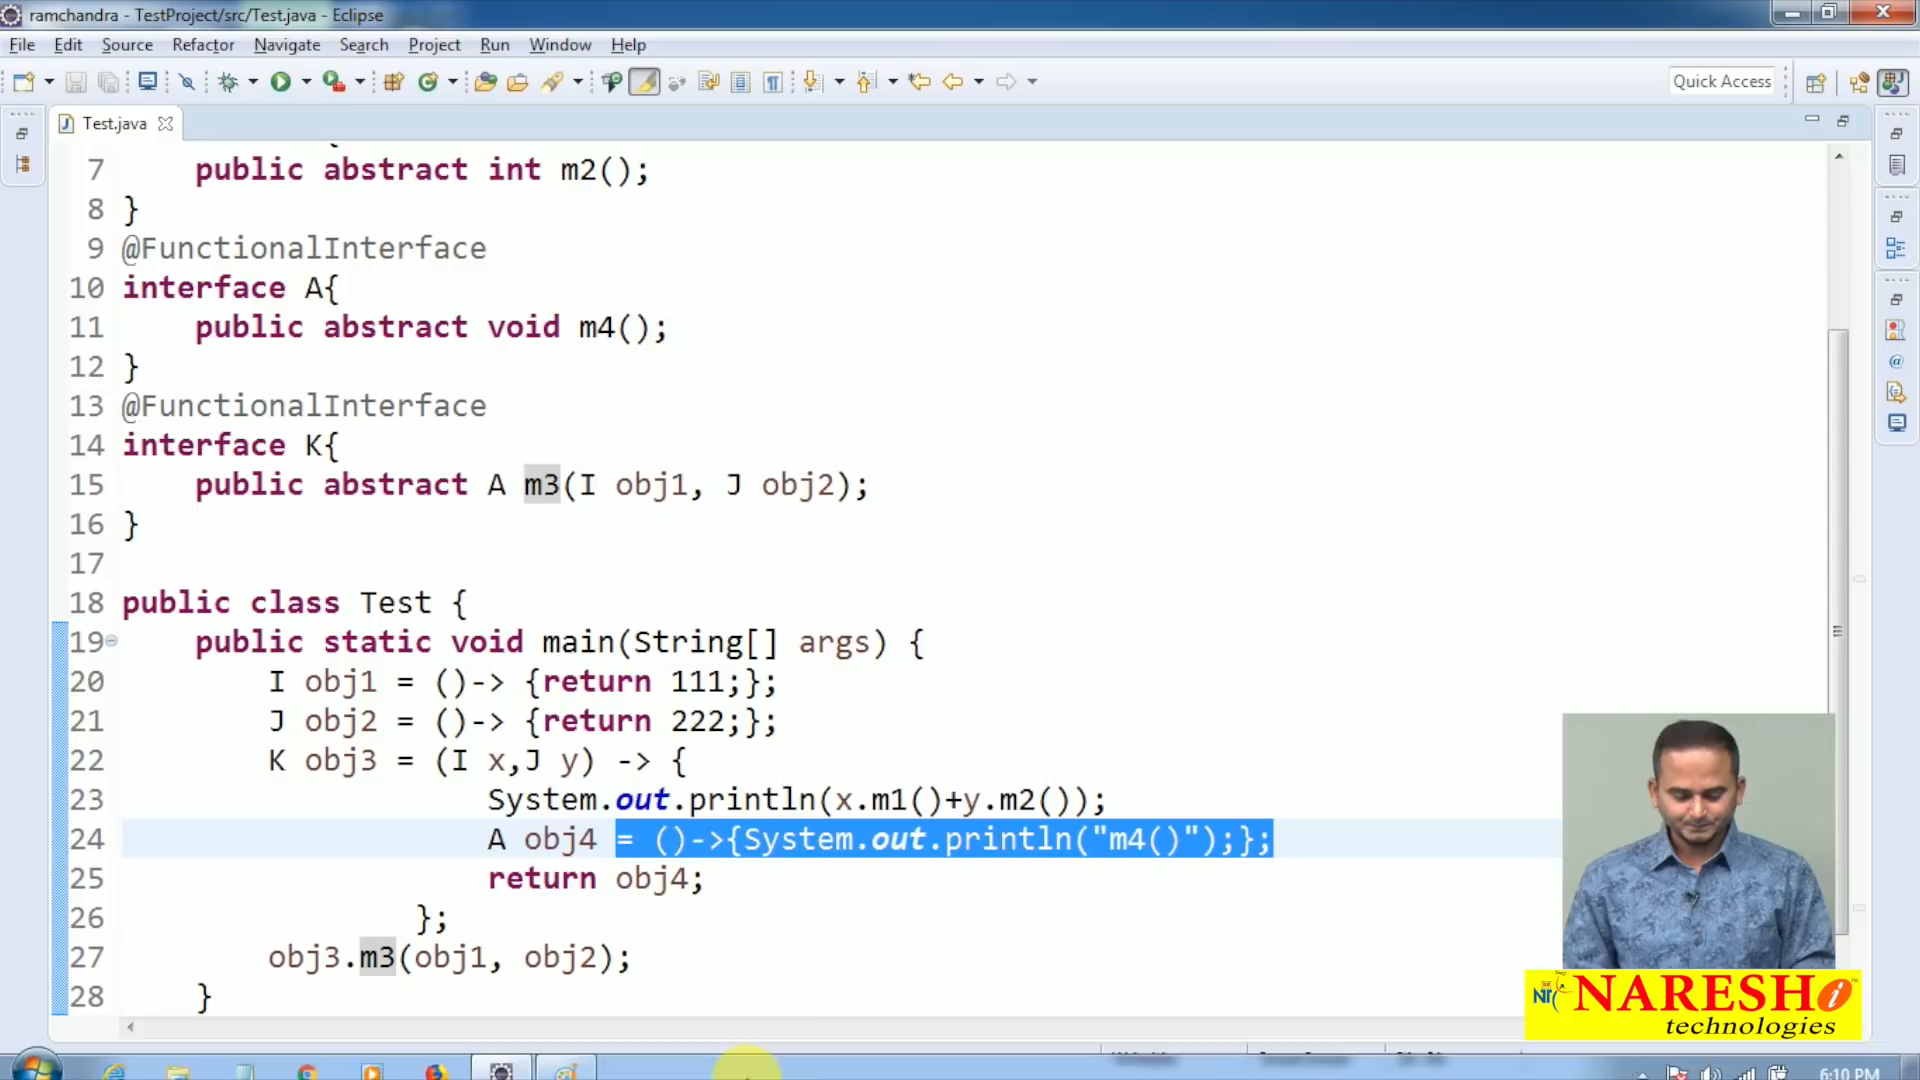 ramchandra - TestProject/src/Test.java - Eclipse
File Edit Source Refactor Navigate Search Project Run Window Help
Quick Access
Test.java
7 public abstract int m2();
8 }
9 @FunctionalInterface
10 interface A{
11 public abstract void m4();
12 }
13 @FunctionalInterface
14 interface K{
15 public abstract A m3(I obj1, J obj2);
16 }
17
18 public class Test {
19 public static void main(String[] args) {
20 I obj1 = ()-> {return 111;};
21 J obj2 = ()-> {return 222;};
22 K obj3 = (I x,J y) -> {
23 System.out.println(x.m1()+y.m2());
24 A obj4 = ()->{System.out.println("m4()");};
25 return obj4;
26 };
27 obj3.m3(obj1, obj2);
28 }
NARESH i
technologies
6:10 PM